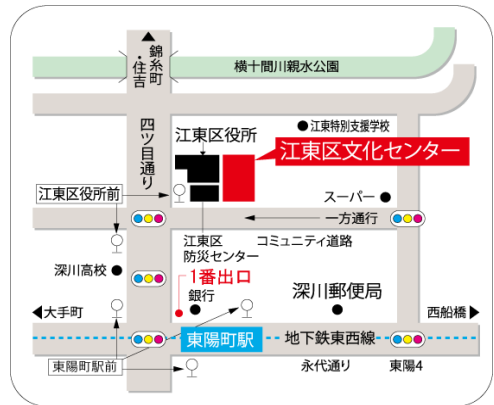 錦糸町
・住吉
横十間川親水公園
四ツ目通り
江東区役所
江東特別支援学校
江東区文化センター
江東区役所前
スーパー
一方通行
江東区
防災センター
コミュニティ道路
深川高校
1番出口
銀行
深川郵便局
大手町
西船橋
東陽町駅
地下鉄東西線
東陽町駅前
永代通り
東陽4